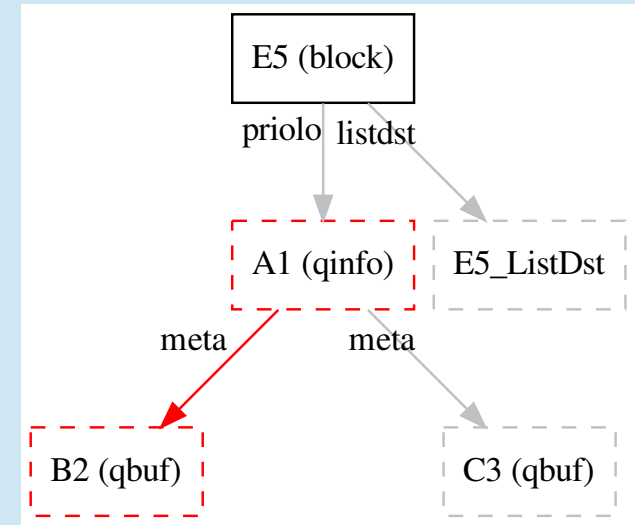 E5 (block)
priolo listdst
A1 (qinfo) E5_ListDst
meta meta
B2 (qbuf) C3 (qbuf)